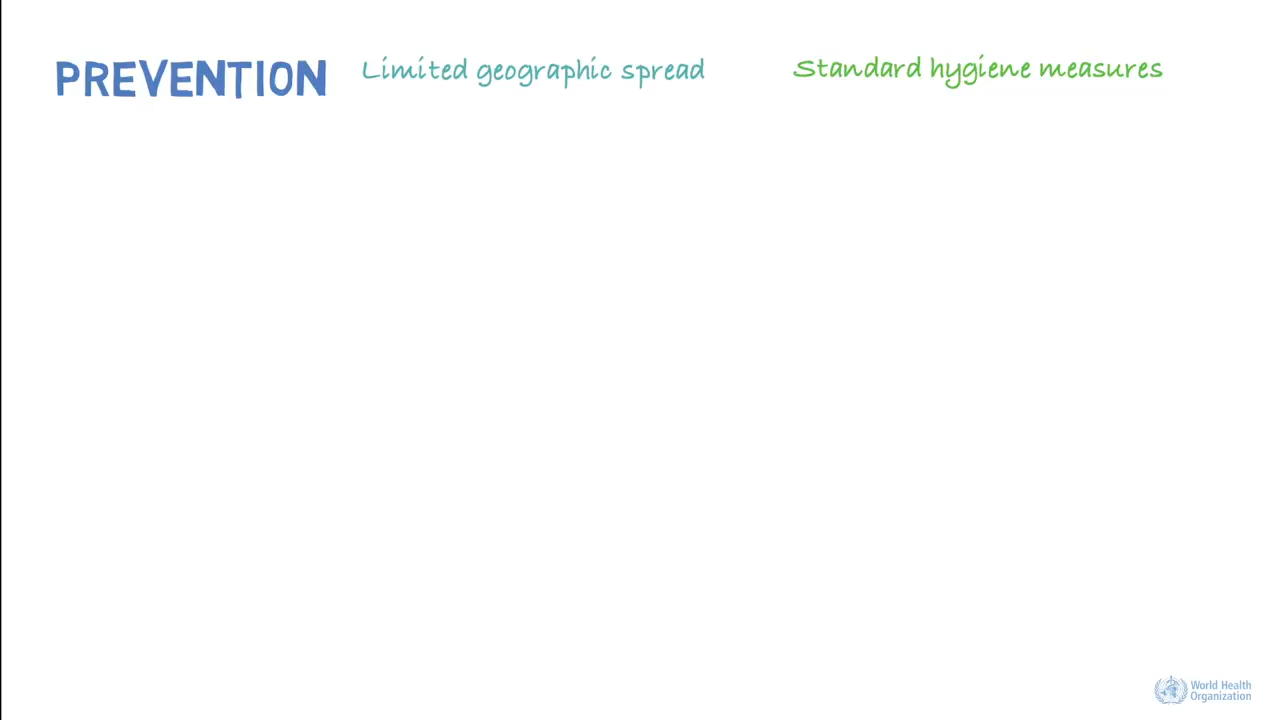 PREVENTION
Limited geographic spread
Standard hygiene measures
World Health
Organization